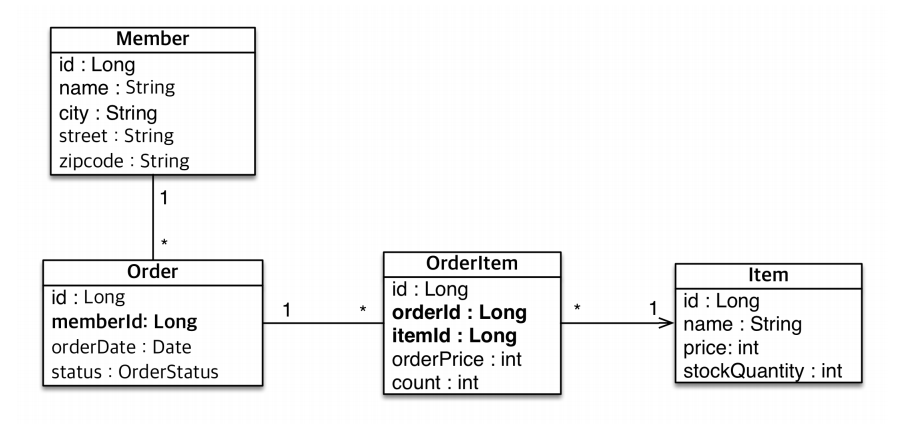 Member
id : Long
name : String
city : String
street : String
zipcode : String
1
*
Order
id : Long
memberId: Long
orderDate : Date
status : OrderStatus
1
*
OrderItem
id : Long
orderId : Long
itemId : Long
orderPrice : int
count : int
*
1
Item
id : Long
name : String
price: int
stockQuantity : int